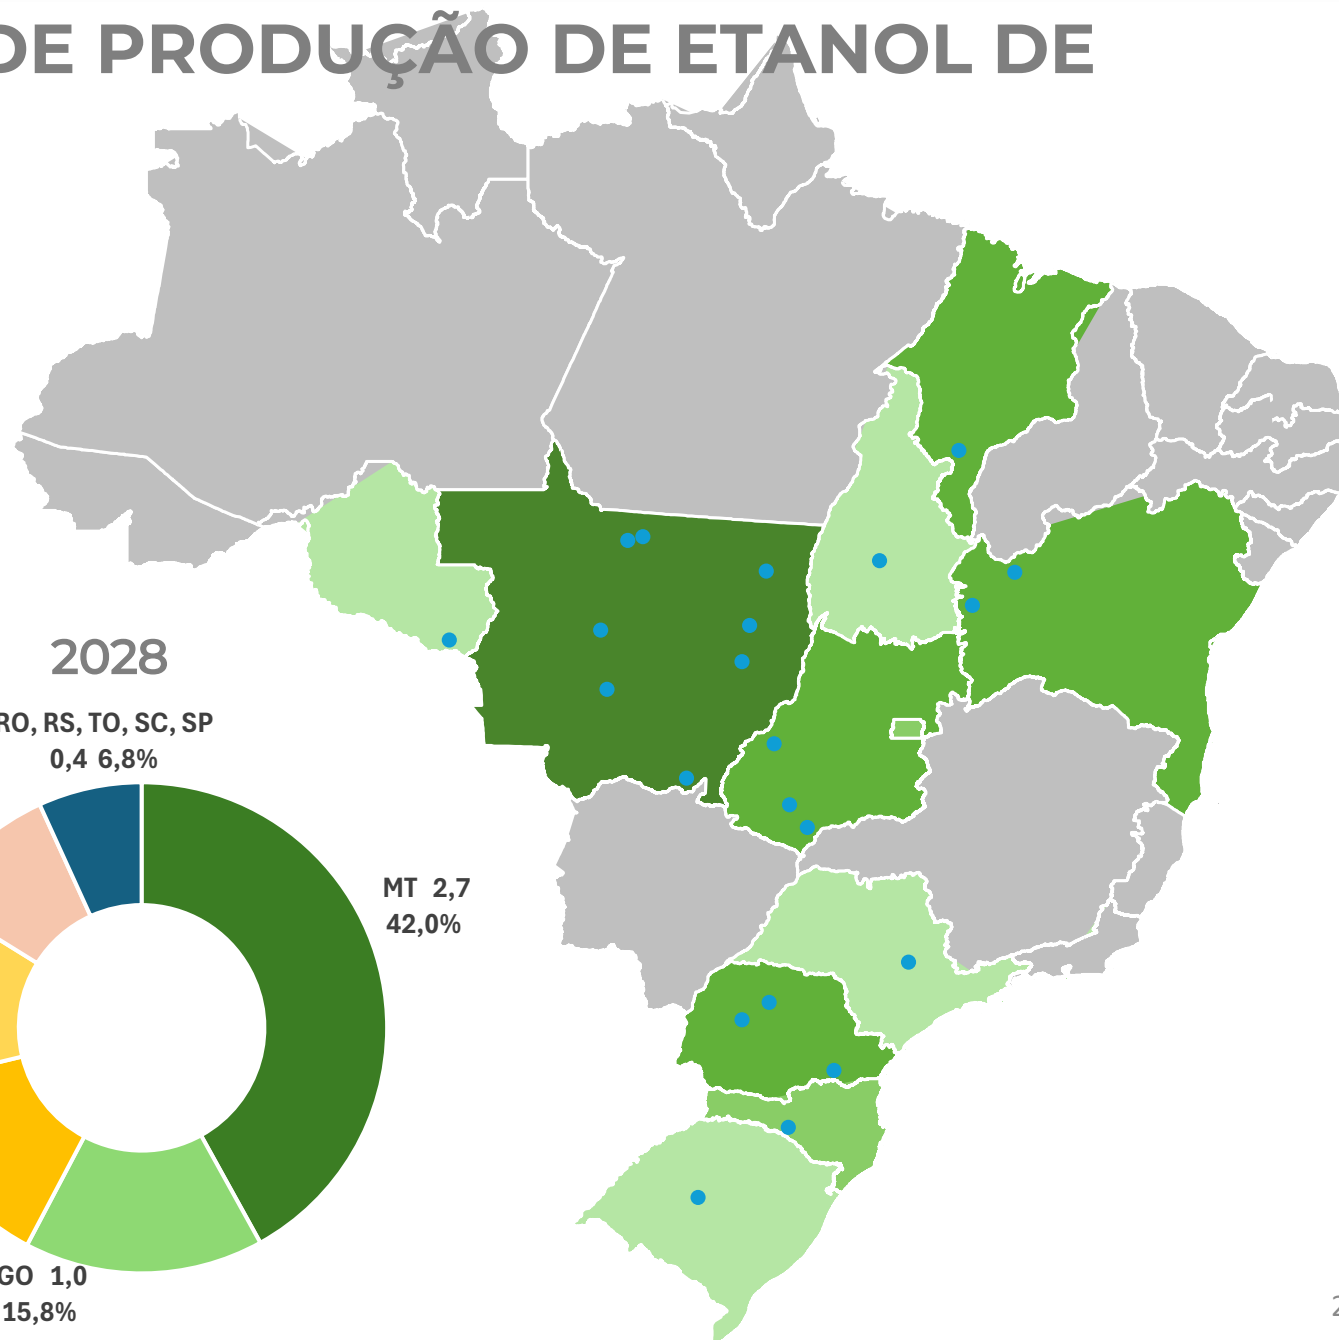 DE PRODUÇÃO DE ETANOL DE
2028
RO, RS, TO, SC, SP
0,4 6,8%
MT 2,7
42,0%
GO 1,0
15,8%
2